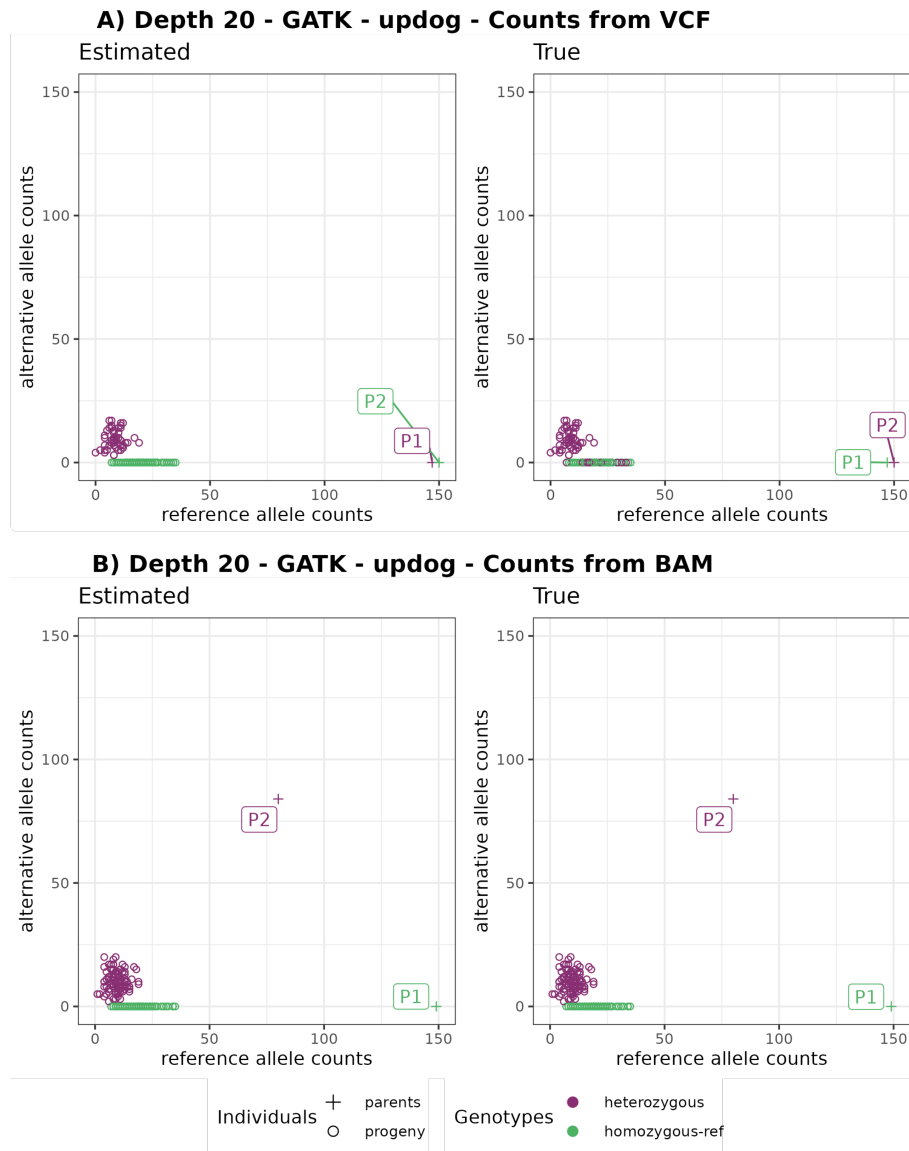 A) Depth 20 - GATK - updog - Counts from VCF
Estimated
True
alternative allele counts
150
100
50
0
P2
P1
0 50 100 150
reference allele counts
alternative allele counts
150
100
50
0
P2
P1
0 50 100 150
reference allele counts
B) Depth 20 - GATK - updog - Counts from BAM
Estimated
True
alternative allele counts
150
100
50
0
P2
P1
0 50 100 150
reference allele counts
alternative allele counts
150
100
50
0
P2
P1
0 50 100 150
reference allele counts
Individuals
parents
progeny
Genotypes
heterozygous
homozygous-ref